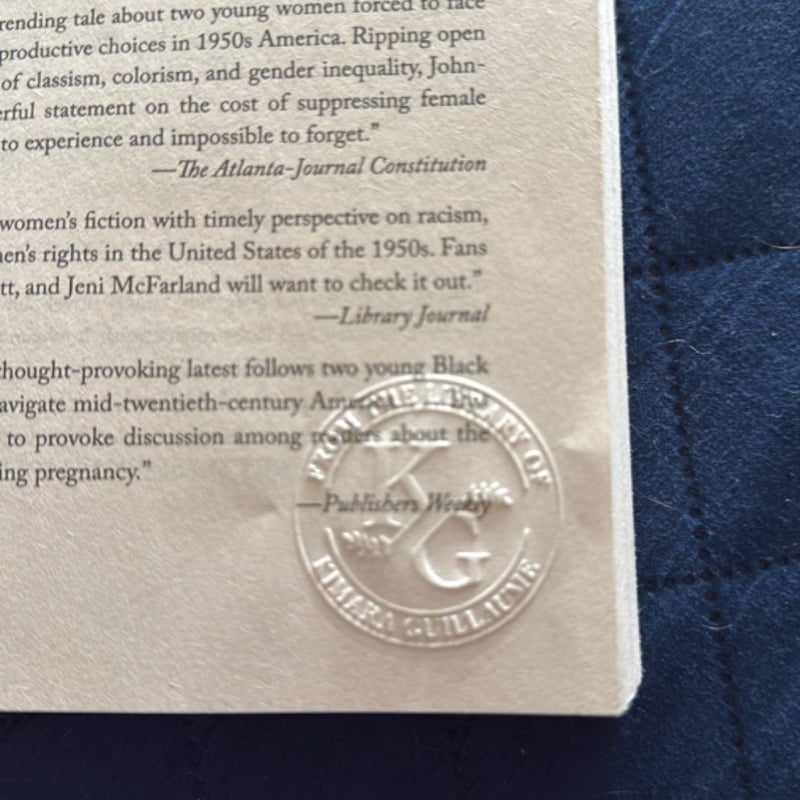 rending tale about two young women forced to face
productive choices in 1950s America. Ripping open
of classism, colorism, and gender inequality, John-
erful statement on the cost of suppressing female
to experience and impossible to forget.”
—The Atlanta-Journal Constitution
women’s fiction with timely perspective on racism,
en’s rights in the United States of the 1950s. Fans
tt, and Jeni McFarland will want to check it out.”
—Library Journal
hought-provoking latest follows two young Black
avigate mid-twentieth-century America
to provoke discussion among readers about the
ing pregnancy.”
—Publishers Weekly
FROM THE LIBRARY OF
K G
KIMARA GUILLAUME